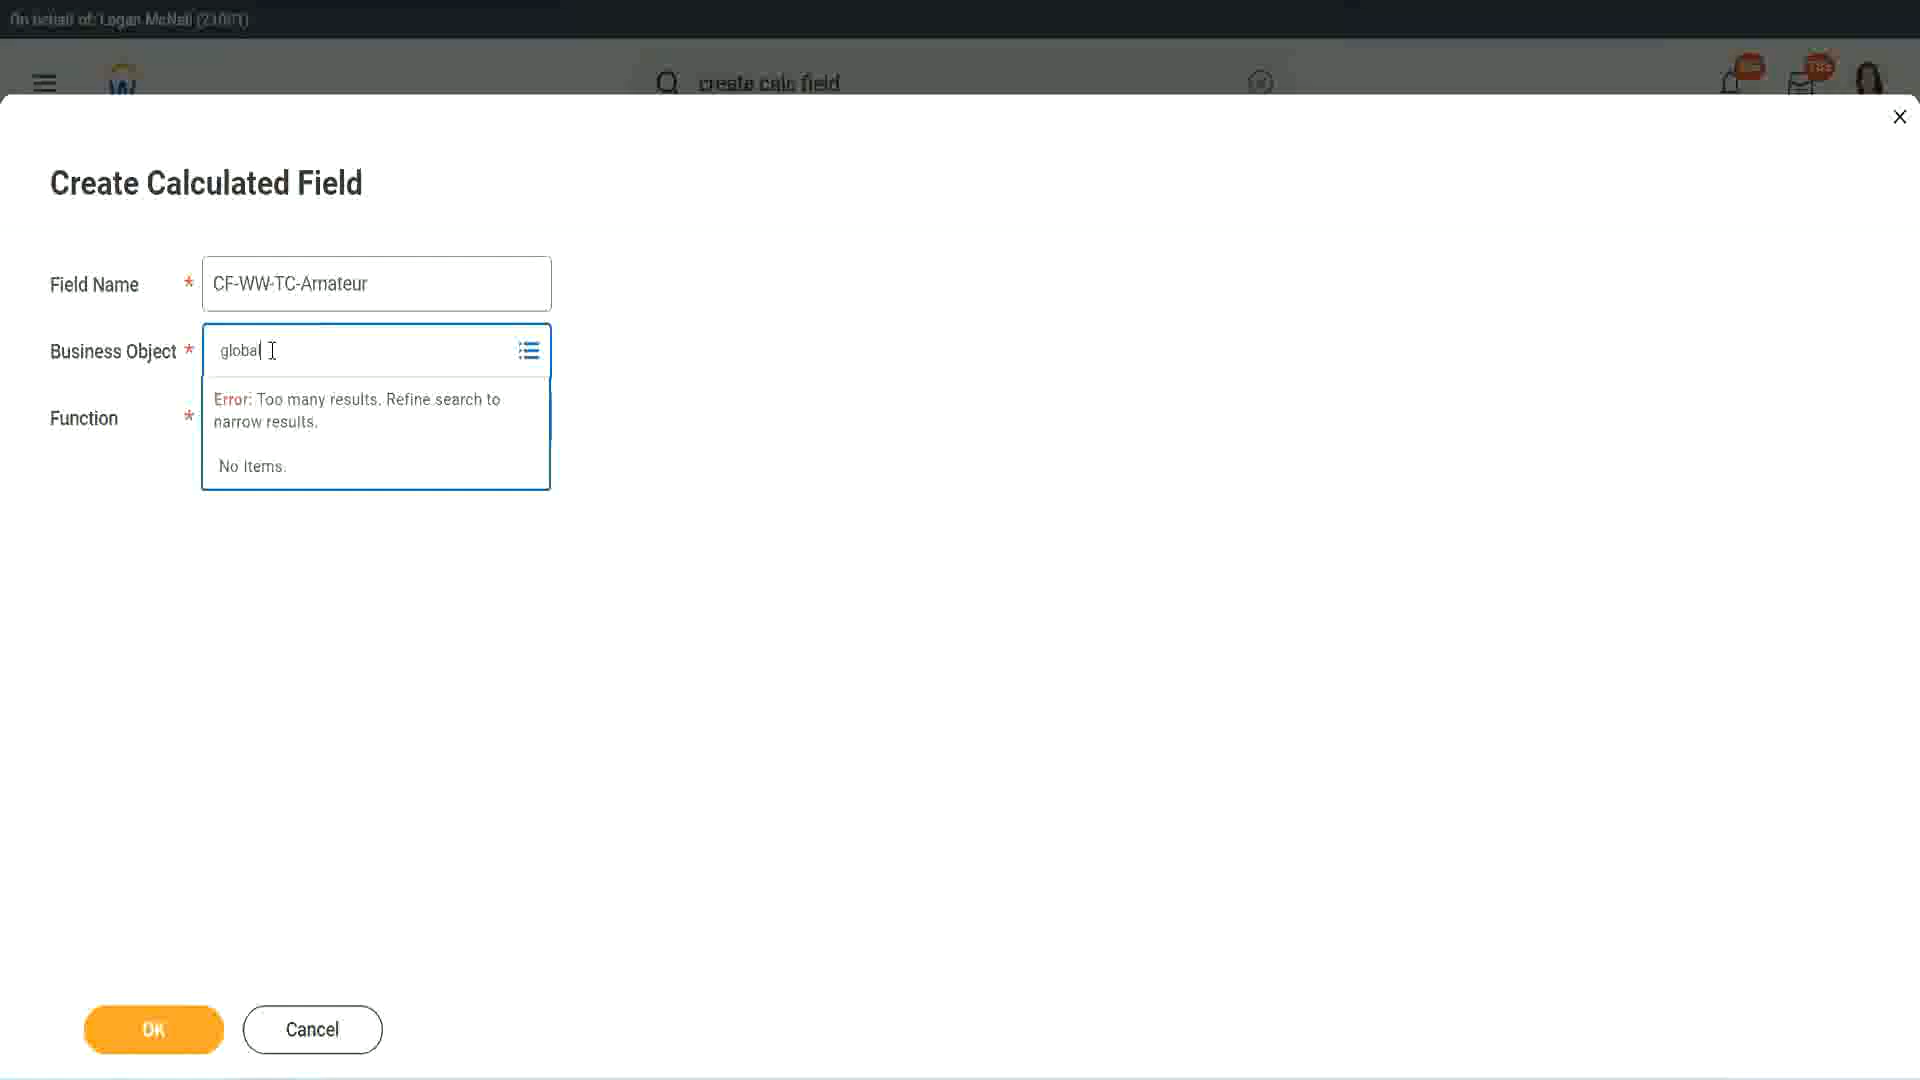 On behalf of: Logan McNeil (21001)
create calc field
Create Calculated Field
Field Name *
CF-WW-TC-Amateur
Business Object *
global
Error: Too many results. Refine search to
narrow results.
No Items.
Function *
OK
Cancel